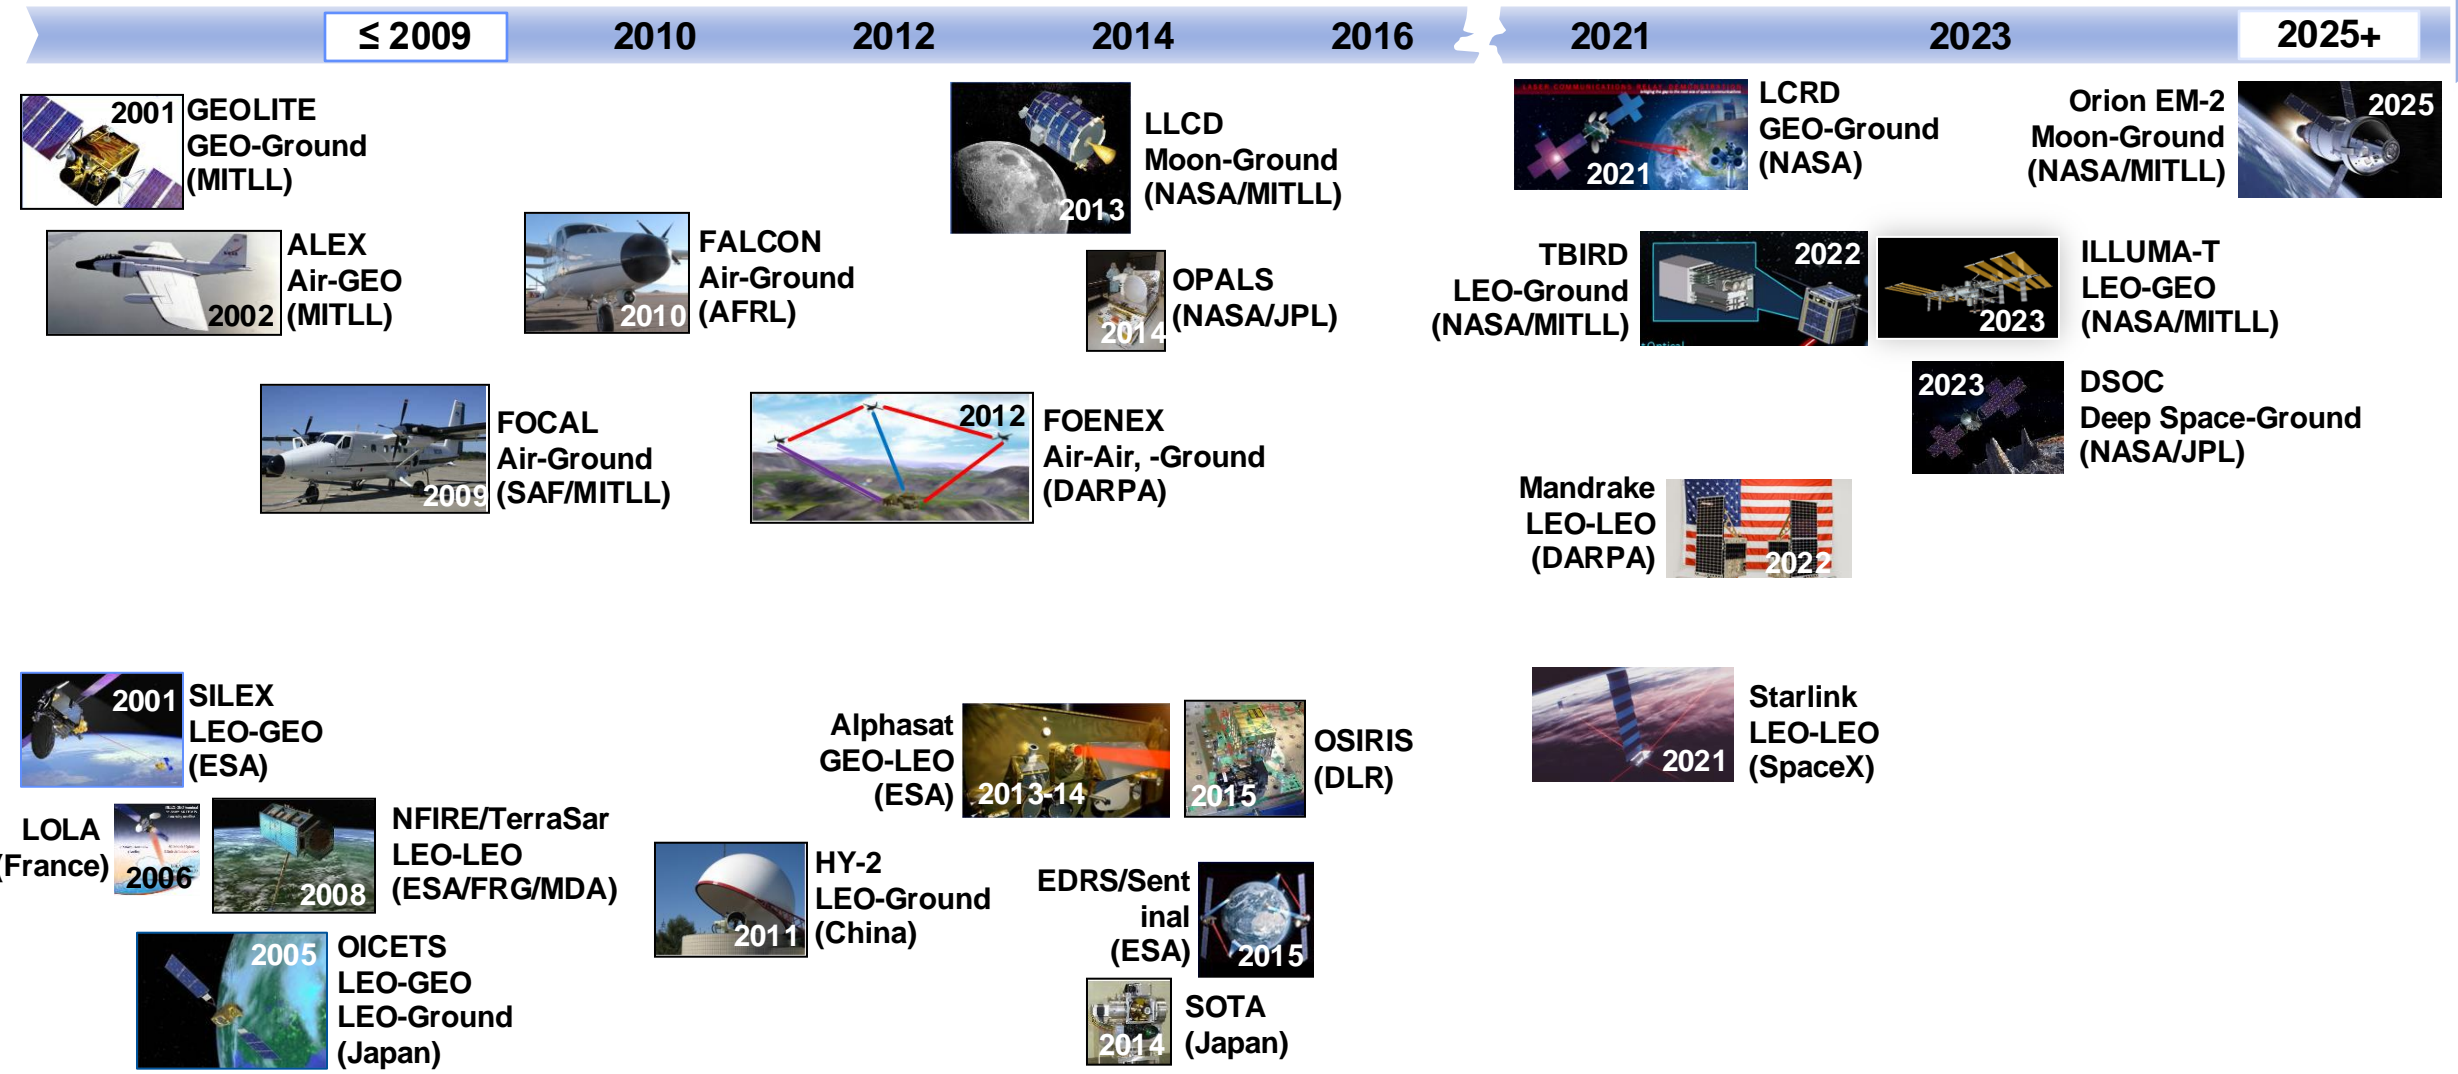 ≤ 2009 2010 2012 2014 2016 2021 2023 2025+
2001
GEOLITE
GEO-Ground
(MITLL)
2002
ALEX
Air-GEO
(MITLL)
2009
FOCAL
Air-Ground
(SAF/MITLL)
2010
FALCON
Air-Ground
(AFRL)
2012
FOENEX
Air-Air, -Ground
(DARPA)
2013
LLCD
Moon-Ground
(NASA/MITLL)
2014
OPALS
(NASA/JPL)
LASER COMMUNICATIONS RELAY DEMONSTRATION
2021
LCRD
GEO-Ground
(NASA)
TBIRD
LEO-Ground
(NASA/MITLL)
2022
Mandrake
LEO-LEO
(DARPA)
2022
2023
ILLUMA-T
LEO-GEO
(NASA/MITLL)
2023
DSOC
Deep Space-Ground
(NASA/JPL)
Orion EM-2
Moon-Ground
(NASA/MITLL)
2025
2001
SILEX
LEO-GEO
(ESA)
LOLA
(France)
2006
2008
NFIRE/TerraSar
LEO-LEO
(ESA/FRG/MDA)
2005
OICETS
LEO-GEO
LEO-Ground
(Japan)
2011
HY-2
LEO-Ground
(China)
Alphasat
GEO-LEO
(ESA)
2013-14
2015
OSIRIS
(DLR)
EDRS/Sent
inal
(ESA)
2015
2014
SOTA
(Japan)
2021
Starlink
LEO-LEO
(SpaceX)